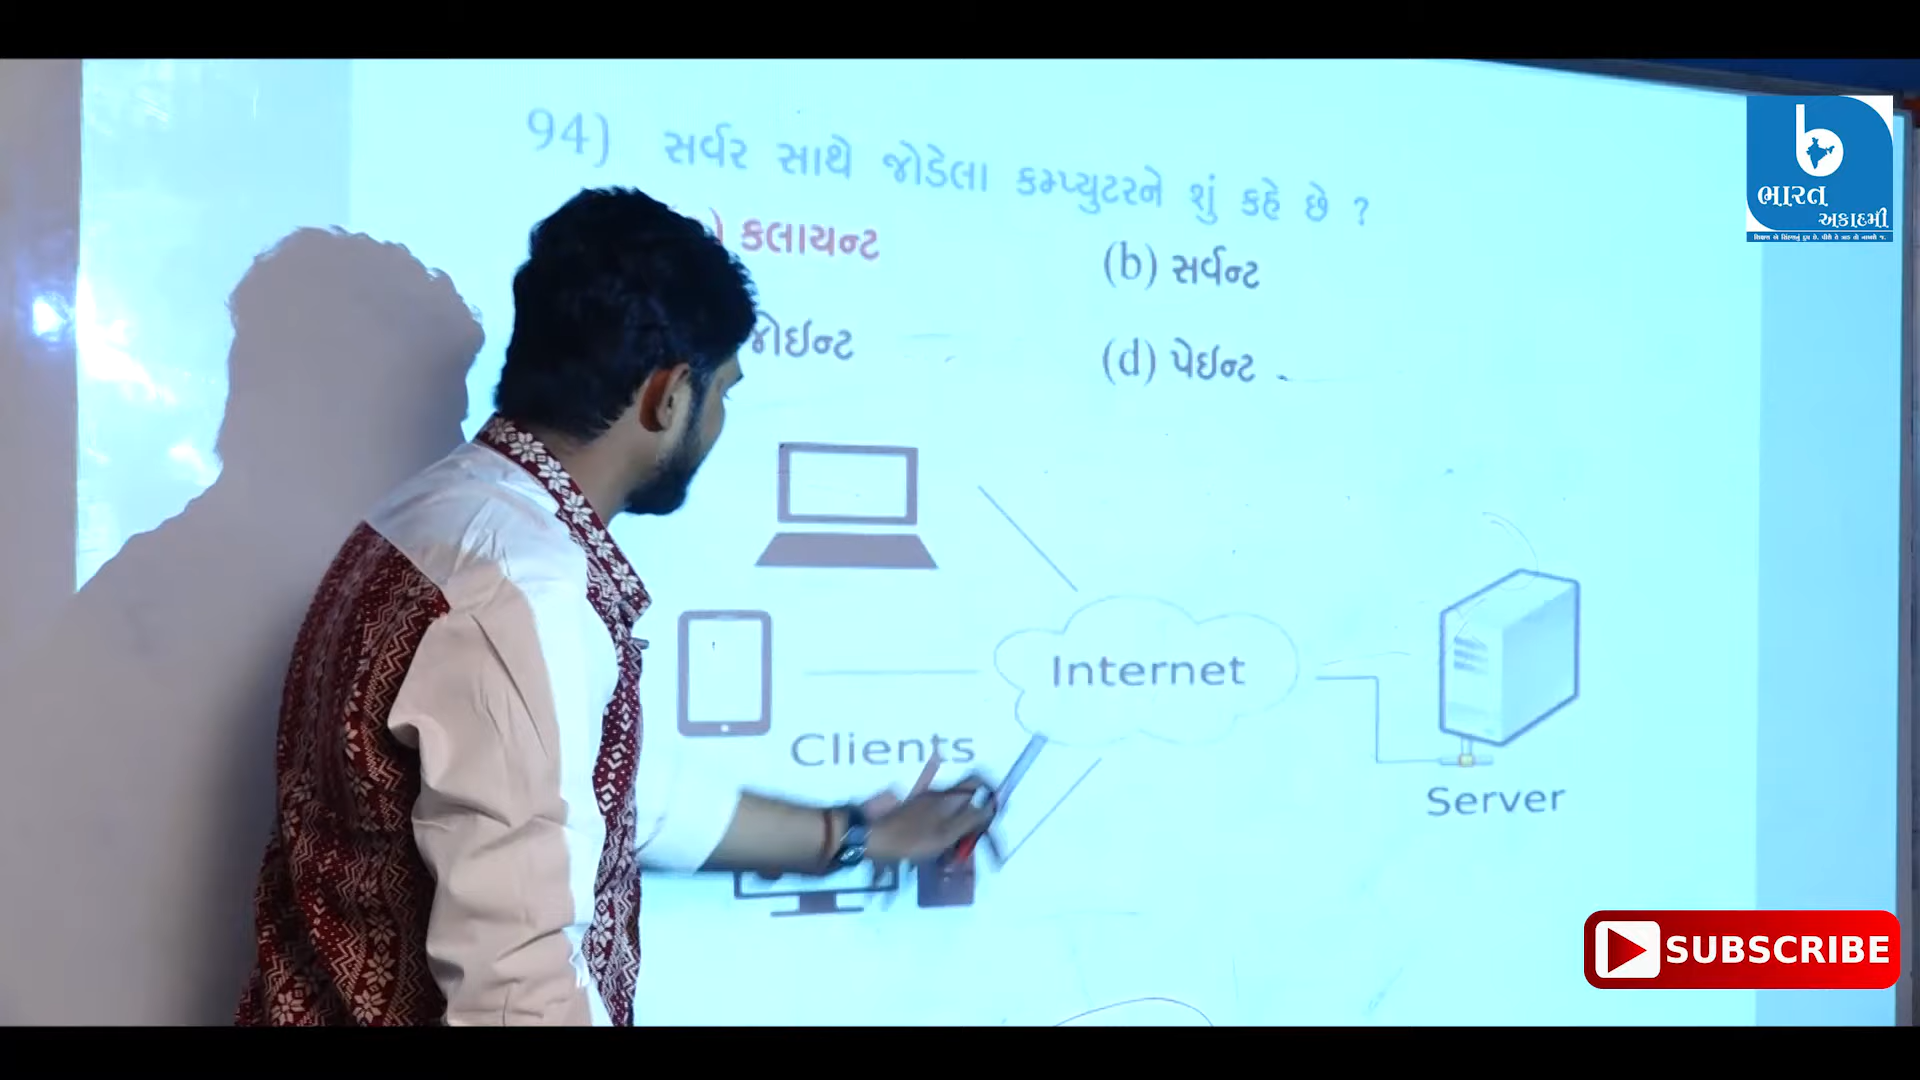 94) સર્વર સાથે જોડેલા કમ્પ્યુટરને શું કહે છે ?
) કલાયન્ટ
(b) સર્વન્ટ
જોઈન્ટ
(d) પેઈન્ટ
Internet
Clients
Server
ભારત
અકાદમી
SUBSCRIBE